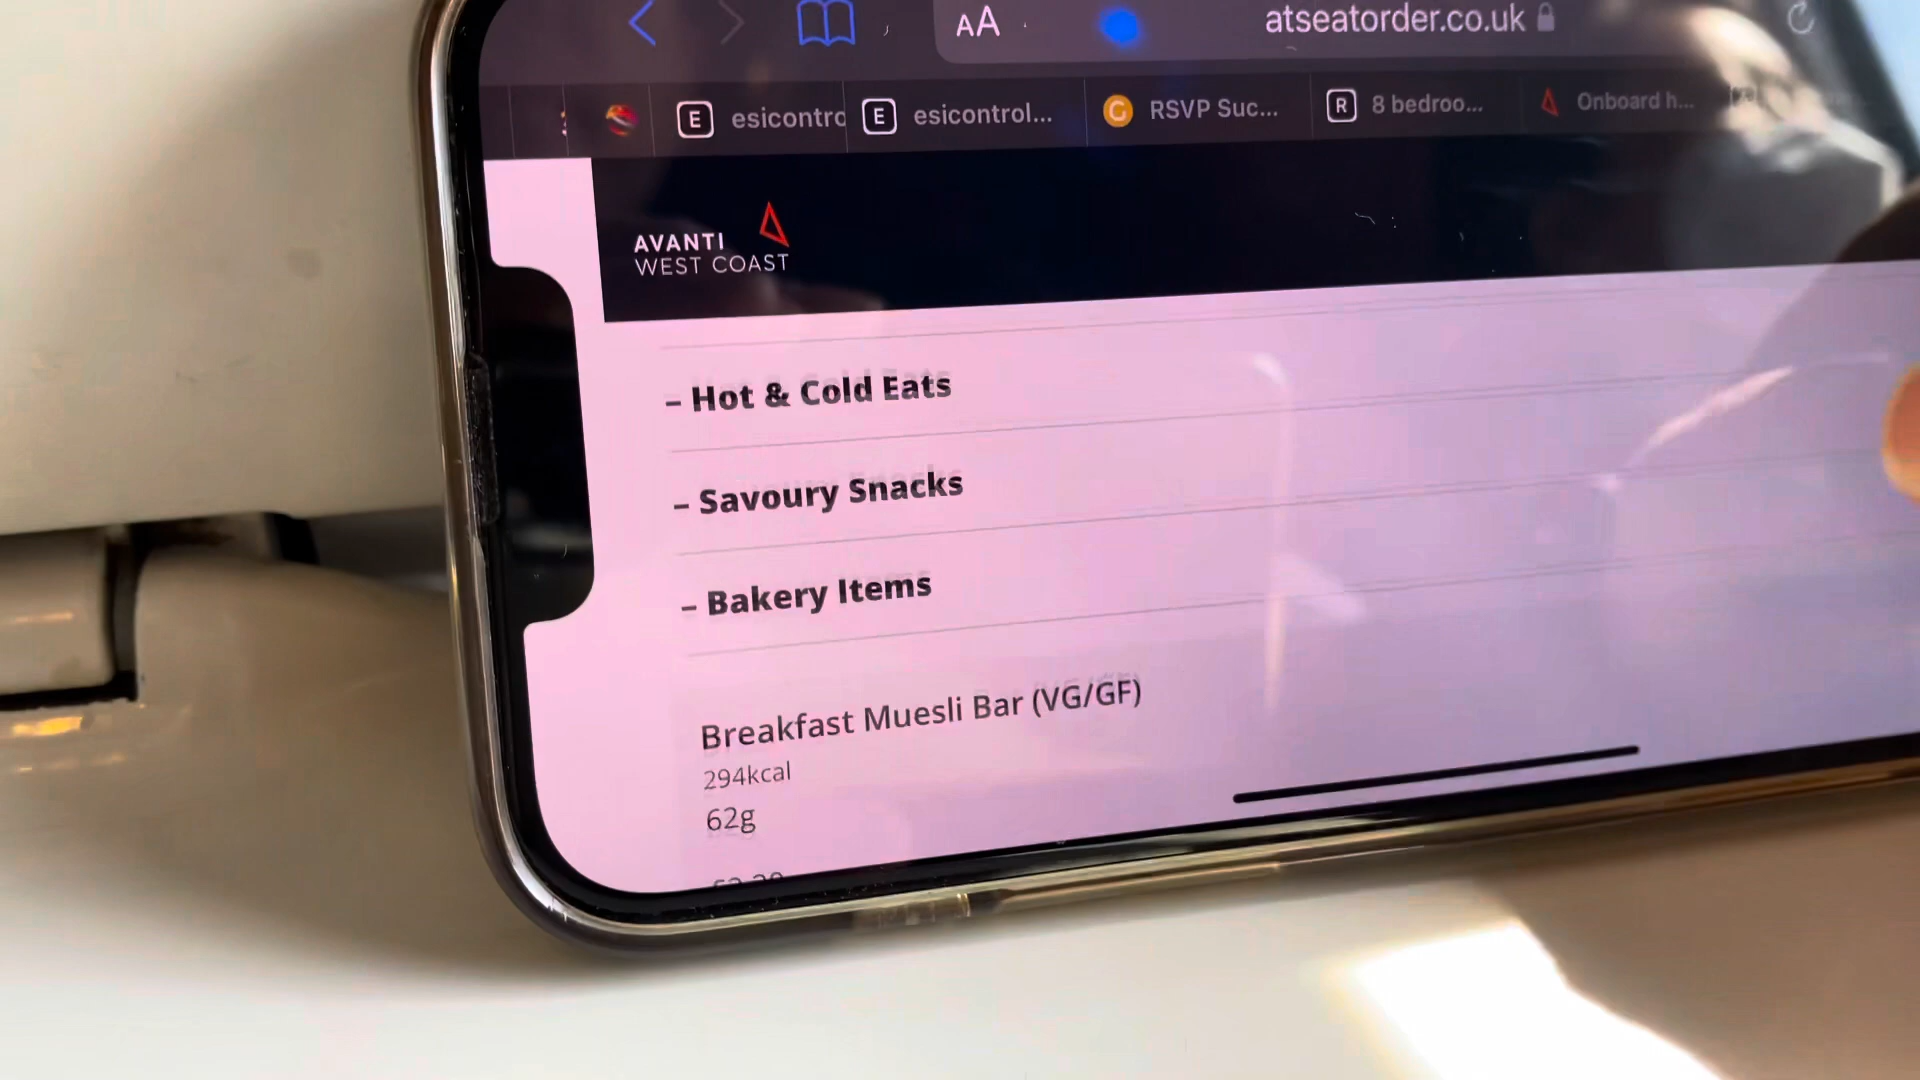 AA
atseatorder.co.uk
E esicontro
E esicontrol...
G RSVP Suc...
R 8 bedroo...
Onboard h...
AVANTI
WEST COAST
– Hot & Cold Eats
– Savoury Snacks
– Bakery Items
Breakfast Muesli Bar (VG/GF)
294kcal
62g